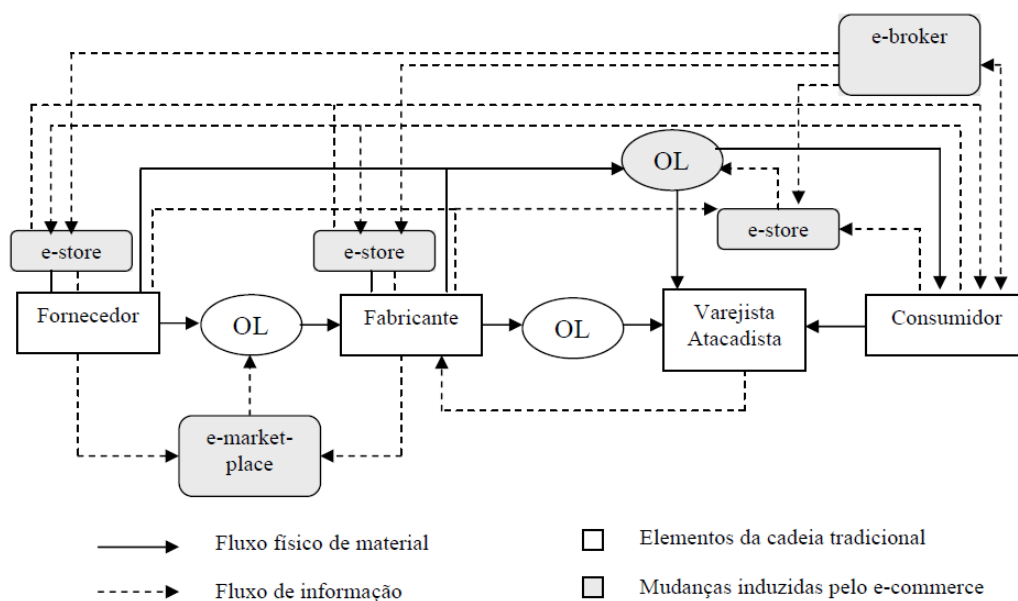 e-broker
OL
e-store
e-store
e-store
Fornecedor
OL
Fabricante
OL
Varejista
Atacadista
Consumidor
e-market-
place
Fluxo físico de material
Elementos da cadeia tradicional
Fluxo de informação
Mudanças induzidas pelo e-commerce